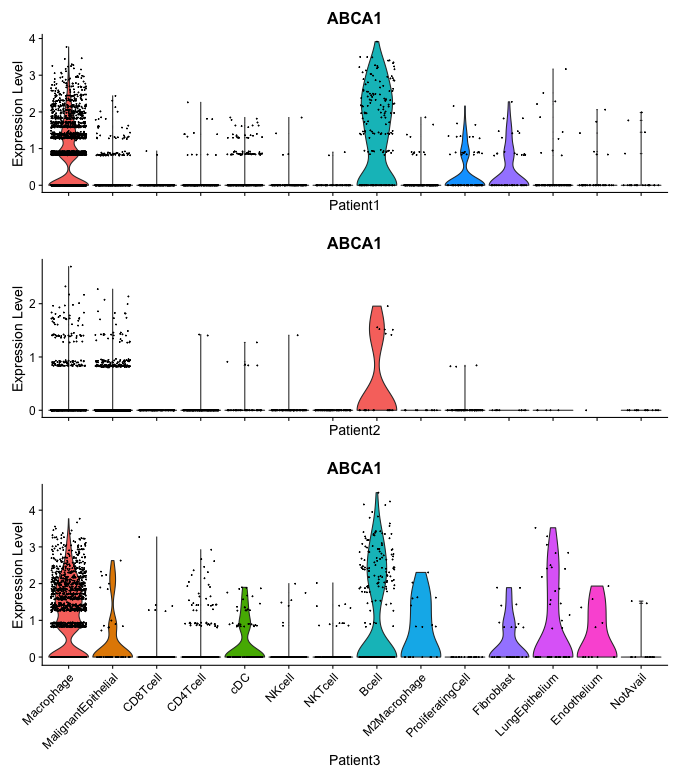 ABCA1
Expression Level
4
3
2
1
0
Patient1
ABCA1
Expression Level
2
1
0
Patient2
ABCA1
Expression Level
4
3
2
1
0
Macrophage
MalignantEpithelial
CD8Tcell
CD4Tcell
cDC
NKcell
NKTcell
Bcell
M2Macrophage
ProliferatingCell
Fibroblast
LungEpithelium
Endothelium
NotAvail
Patient3